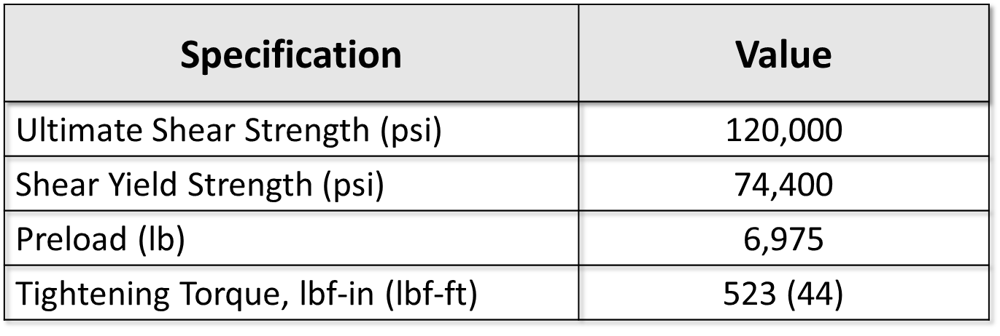 Specification Value
Ultimate Shear Strength (psi) 120,000
Shear Yield Strength (psi) 74,400
Preload (lb) 6,975
Tightening Torque, lbf-in (lbf-ft) 523 (44)